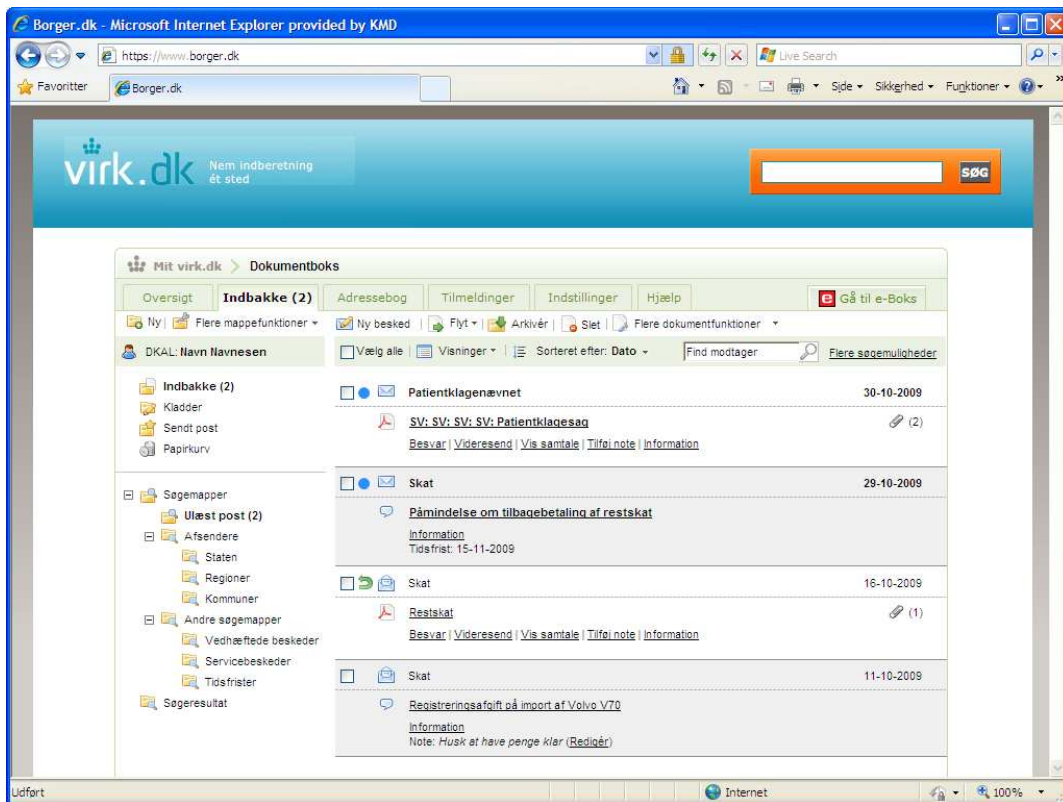 Borger.dk - Microsoft Internet Explorer provided by KMD
https://www.borger.dk
Live Search
Favoritter
Borger.dk
Side
Sikkerhed
Funktioner
virk.dk
Nem indberetning
ét sted
SØG
Mit virk.dk > Dokumentboks
Oversigt
Indbakke (2)
Adressebog
Tilmeldinger
Indstillinger
Hjælp
e Gå til e-Boks
Ny | Flere mappefunktioner
Ny besked | Flyt | Arkivér | Slet | Flere dokumentfunktioner
DKAL: Navn Navnesen
Vælg alle | Visninger | Sorteret efter: Dato
Find modtager
Flere søgemuligheder
Indbakke (2)
Kladder
Sendt post
Papirkurv
Søgemapper
Ulæst post (2)
Afsendere
Staten
Regioner
Kommuner
Andre søgemapper
Vedhæftede beskeder
Servicebeskeder
Tidsfrister
Søgeresultat
Patientklagenævnet 30-10-2009
SV: SV: SV: SV: Patientklagesag (2)
Besvar | Videresend | Vis samtale | Tilføj note | Information
Skat 29-10-2009
Påmindelse om tilbagebetaling af restskat
Information
Tidsfrist: 15-11-2009
Skat 16-10-2009
Restskat (1)
Besvar | Videresend | Vis samtale | Tilføj note | Information
Skat 11-10-2009
Registreringsafgift på import af Volvo V70
Information
Note: Husk at have penge klar (Redigér)
Udført
Internet
100%